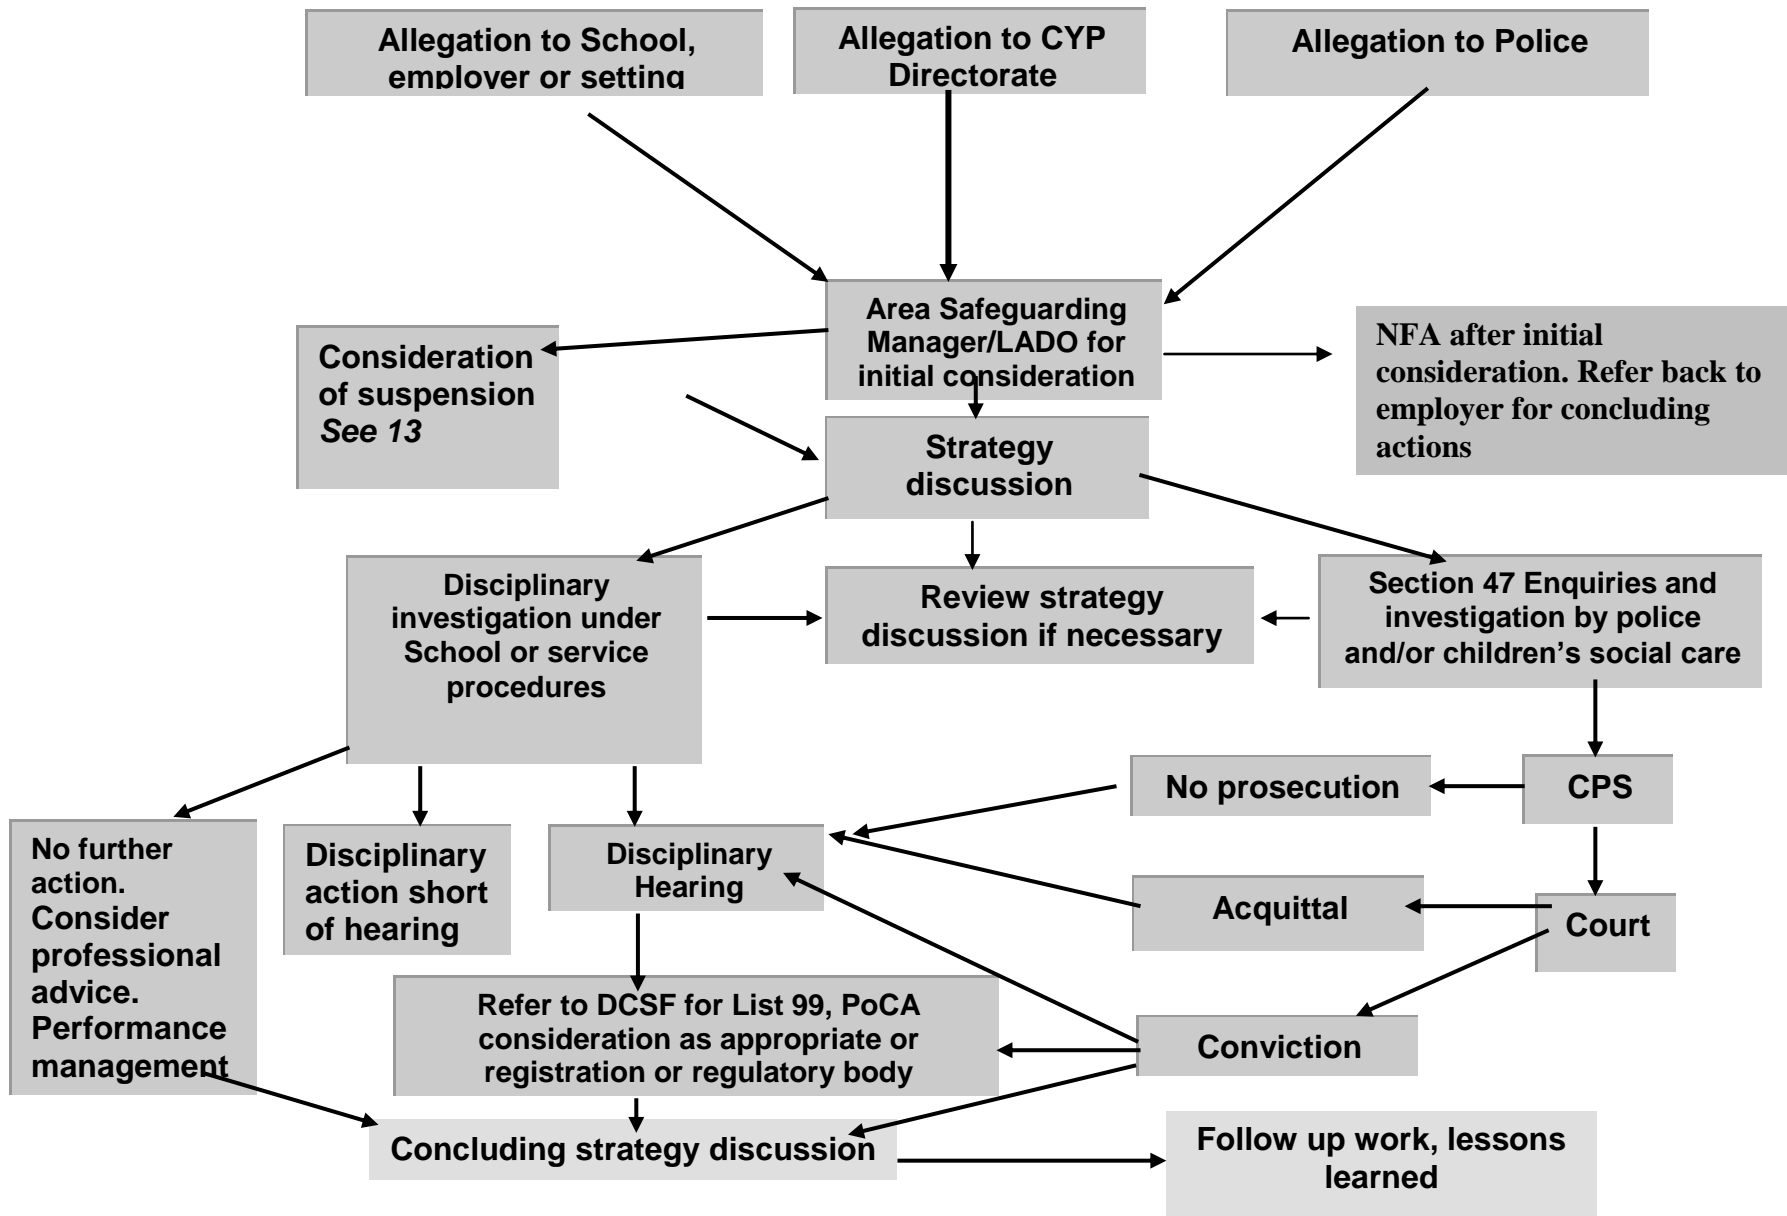 Allegation to School,
employer or setting
Allegation to CYP
Directorate
Allegation to Police
Area Safeguarding
Manager/LADO for
initial consideration
Consideration
of suspension
See 13
NFA after initial
consideration. Refer back to
employer for concluding
actions
Strategy
discussion
Disciplinary
investigation under
School or service
procedures
Review strategy
discussion if necessary
Section 47 Enquiries and
investigation by police
and/or children’s social care
No prosecution
CPS
No further
action.
Consider
professional
advice.
Performance
management
Disciplinary
action short
of hearing
Disciplinary
Hearing
Acquittal
Court
Refer to DCSF for List 99, PoCA
consideration as appropriate or
registration or regulatory body
Conviction
Concluding strategy discussion
Follow up work, lessons
learned